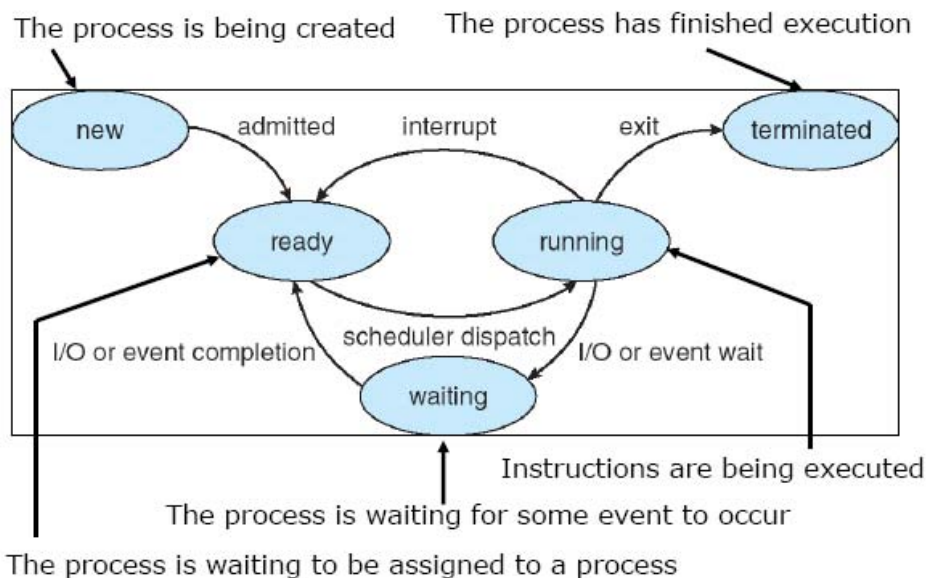 The process is being created
The process has finished execution
new
admitted
interrupt
exit
terminated
ready
running
I/O or event completion
scheduler dispatch
I/O or event wait
waiting
Instructions are being executed
The process is waiting for some event to occur
The process is waiting to be assigned to a process